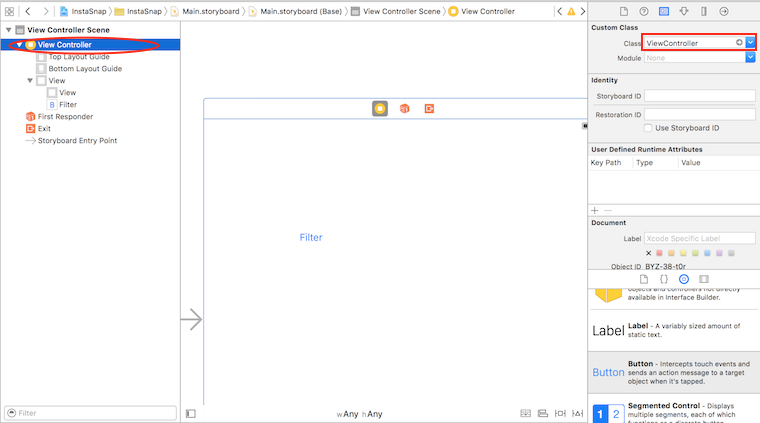 InstaSnap
InstaSnap
Main.storyboard
Main.storyboard (Base)
View Controller Scene
View Controller
View Controller Scene
View Controller
Top Layout Guide
Bottom Layout Guide
View
View
B Filter
First Responder
Exit
Storyboard Entry Point
Filter
Filter
wAny hAny
Custom Class
Class ViewController
Module None
Identity
Storyboard ID
Restoration ID
Use Storyboard ID
User Defined Runtime Attributes
Key Path Type Value
Document
Label Xcode Specific Label
Object ID BYZ-38-t0r
objects and controllers not directly
available in Interface Builder.
Label Label - A variably sized amount of
static text.
Button Button - Intercepts touch events and
sends an action message to a target
object when it's tapped.
1 2 Segmented Control - Displays
multiple segments, each of which
functions as a discrete button.